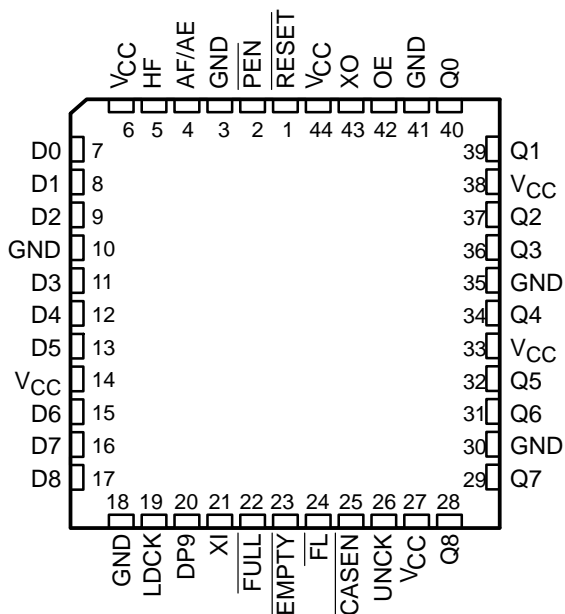 VCC HF AF/AE GND PEN RESET VCC XO OE GND Q0
6 5 4 3 2 1 44 43 42 41 40
D0 7 39 Q1
D1 8 38 VCC
D2 9 37 Q2
GND 10 36 Q3
D3 11 35 GND
D4 12 34 Q4
D5 13 33 VCC
VCC 14 32 Q5
D6 15 31 Q6
D7 16 30 GND
D8 17 29 Q7
18 19 20 21 22 23 24 25 26 27 28
GND LDCK DP9 XI FULL EMPTY FL CASEN UNCK VCC Q8